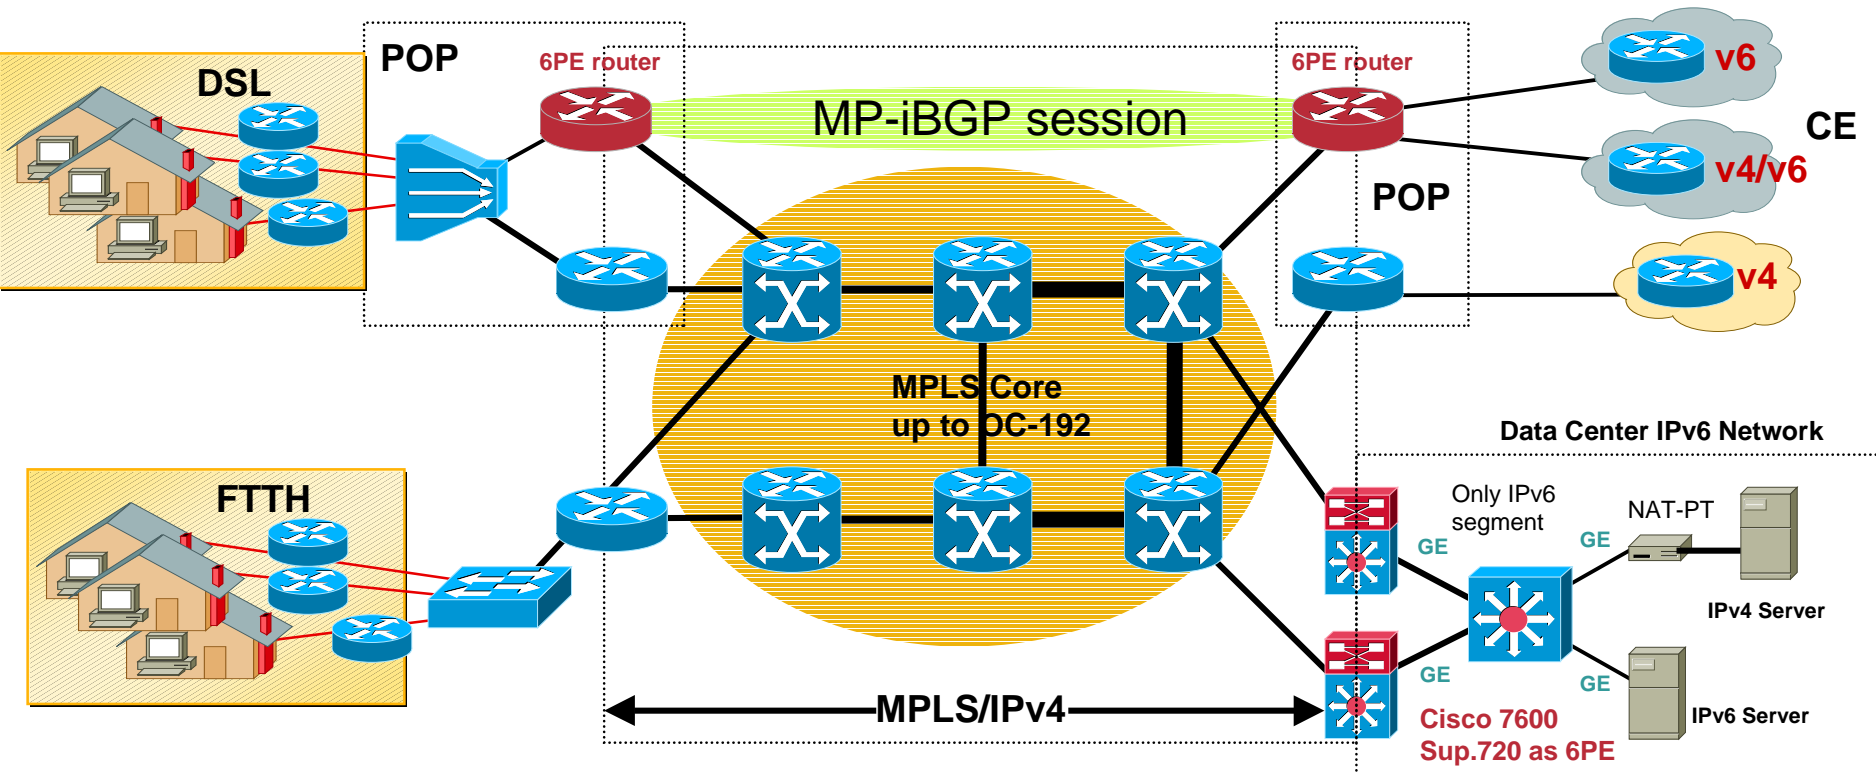 POP
6PE router
6PE router
v6
DSL
MP-iBGP session
CE
v4/v6
POP
v4
MPLS Core
up to OC-192
Data Center IPv6 Network
FTTH
Only IPv6
segment
NAT-PT
GE
GE
IPv4 Server
GE
GE
MPLS/IPv4
IPv6 Server
Cisco 7600
Sup.720 as 6PE